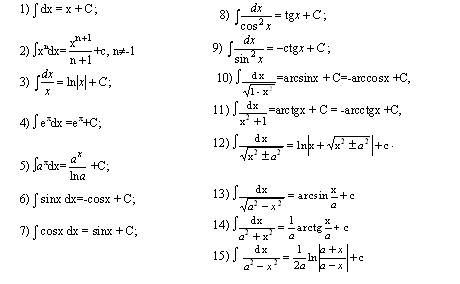 1) ∫ dx = x + C;
2) ∫xⁿdx= xⁿ⁺¹/(n + 1) +c, n≠-1
3) ∫ dx/x = ln|x| + C;
4) ∫ eˣdx =eˣ+C;
5) ∫aˣdx= aˣ/lna +C;
6) ∫ sinx dx=-cosx + C;
7) ∫ cosx dx = sinx + C;
8) ∫ dx/cos² x = tgx + C;
9) ∫ dx/sin² x = −ctgx + C;
10) ∫ dx/√(1 - x²) =arcsinx + C=-arccosx +C,
11) ∫ dx/(x² +1) =arctgx + C = -arcctgx +C,
12) ∫ dx/√(x² ±a²) = ln|x + √(x² ±a²)| +c .
13) ∫ dx/√(a² − x²) = arcsin x/a + c
14) ∫ dx/(a² + x²) = 1/a arctg x/a + c
15) ∫ dx/(a² − x²) = 1/2a ln|(a + x)/(a − x)| +c